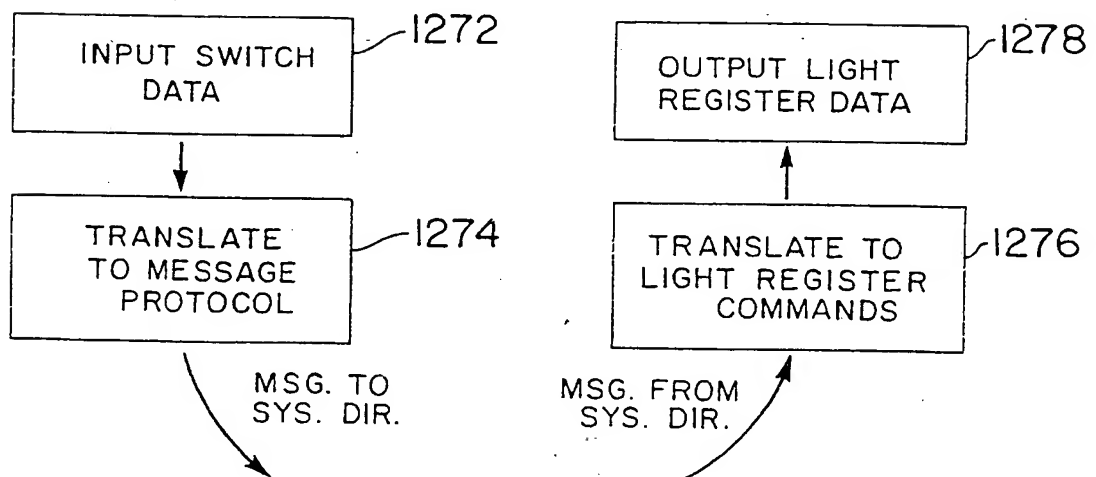 INPUT SWITCH
DATA
1272
TRANSLATE
TO MESSAGE
PROTOCOL
1274
MSG. TO
SYS. DIR.
OUTPUT LIGHT
REGISTER DATA
1278
TRANSLATE TO
LIGHT REGISTER
COMMANDS
1276
MSG. FROM
SYS. DIR.